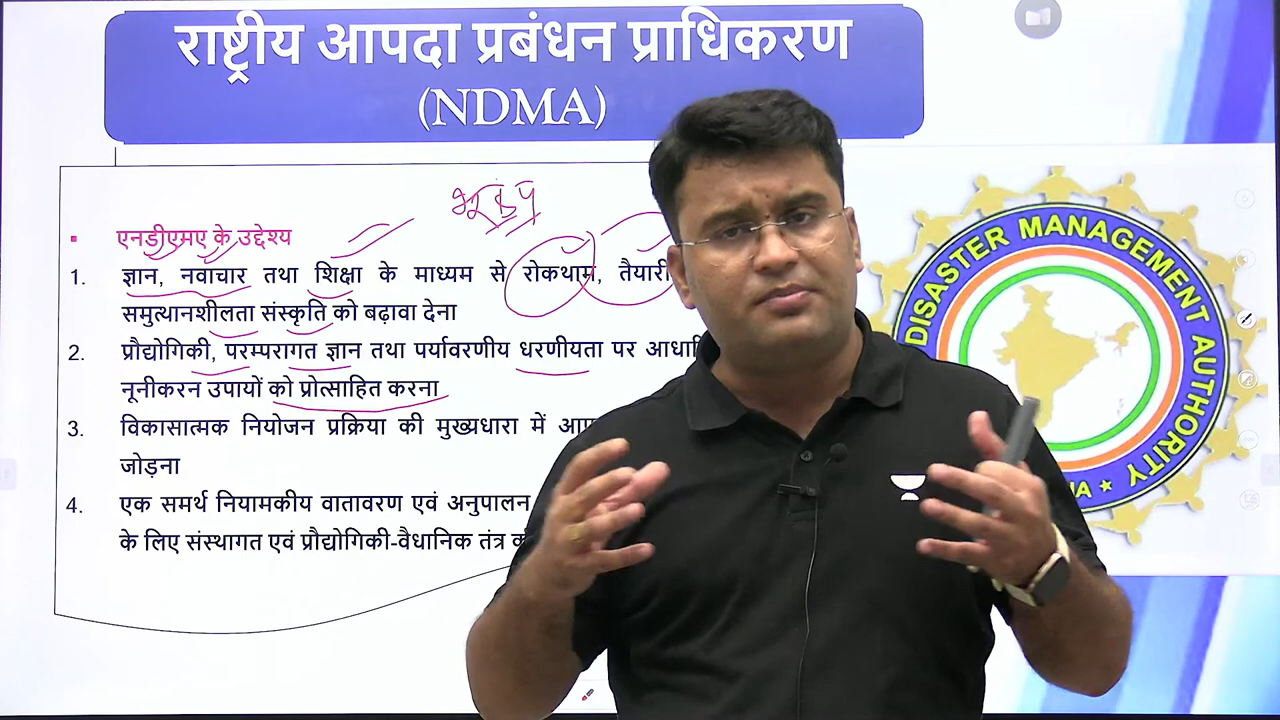 राष्ट्रीय आपदा प्रबंधन प्राधिकरण
(NDMA)
भूकंप
एनडीएमए के उद्देश्य
1. ज्ञान, नवाचार तथा शिक्षा के माध्यम से रोकथाम, तैयारी
समुत्थानशीलता संस्कृति को बढ़ावा देना
2. प्रौद्योगिकी, परम्परागत ज्ञान तथा पर्यावरणीय धरणीयता पर
नूनीकरन उपायों को प्रोत्साहित करना
3. विकासात्मक नियोजन प्रक्रिया की मुख्यधारा में
जोड़ना
4. एक समर्थ नियामकीय वातावरण एवं अनुपालन
के लिए संस्थागत एवं प्रौद्योगिकी-वैधानिक तंत्र
DISASTER MANAGEMENT AUTHORITY